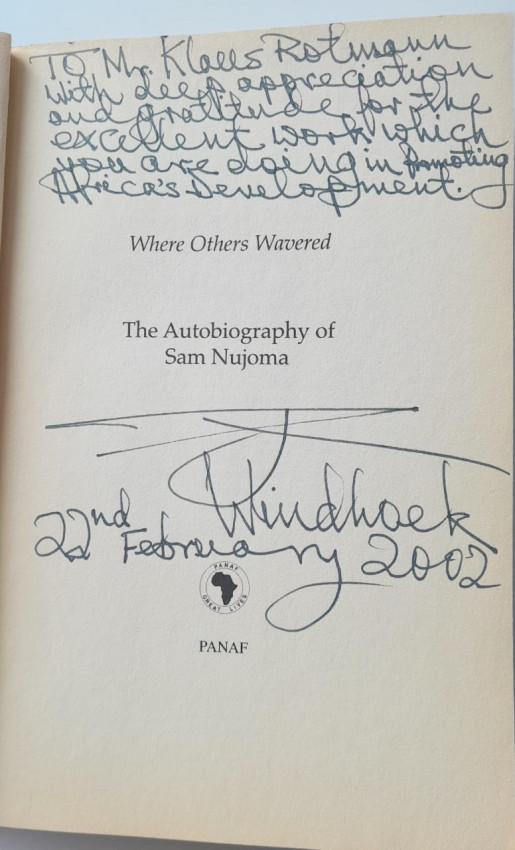 To Mr. Klaus Rotmann
with deep appreciation
and gratitude for the
excellent work which
you are doing in promoting
Africa's Development.
Where Others Wavered
The Autobiography of
Sam Nujoma
Windhoek
22nd February 2002
PANAF
GREAT LIVES
PANAF